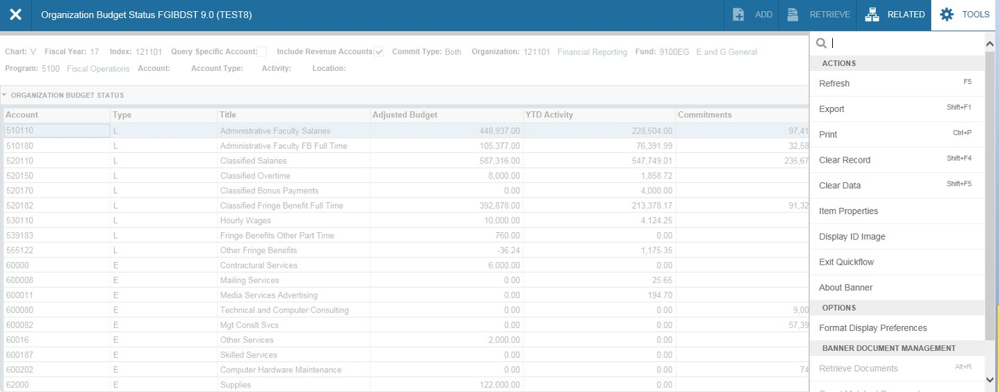 Organization Budget Status FGIBDST 9.0 (TEST8) ADD RETRIEVE RELATED TOOLS
Chart: V Fiscal Year: 17 Index: 121101 Query Specific Account: Include Revenue Accounts: Commit Type: Both Organization: 121101 Financial Reporting Fund: 9100EG E and G General
Program: 5100 Fiscal Operations Account: Account Type: Activity: Location:
ORGANIZATION BUDGET STATUS
Account Type Title Adjusted Budget YTD Activity Commitments
510110 L Administrative Faculty Salaries 448,937.00 228,504.00 97,41
510180 L Administrative Faculty FB Full Time 105,377.00 76,391.99 32,58
520110 L Classified Salaries 587,316.00 547,749.01 235,67
520150 L Classified Overtime 8,000.00 1,858.72
520170 L Classified Bonus Payments 0.00 4,000.00
520182 L Classified Fringe Benefit Full Time 392,878.00 213,378.17 91,32
530110 L Hourly Wages 10,000.00 4,124.25
539183 L Fringe Benefits Other Part Time 760.00 0.00
555122 L Other Fringe Benefits -36.24 1,175.35
60000 E Contractural Services 6,000.00 0.00
600008 E Mailing Services 0.00 25.65
600011 E Media Services Advertising 0.00 194.70
600080 E Technical and Computer Consulting 0.00 0.00 9,00
600082 E Mgt Conslt Svcs 0.00 0.00 57,39
60016 E Other Services 2,000.00 0.00
600187 E Skilled Services 0.00 0.00
600202 E Computer Hardware Maintenance 0.00 0.00 74
62000 E Supplies 122,000.00 0.00
ACTIONS
Refresh F5
Export Shift+F1
Print Ctrl+P
Clear Record Shift+F4
Clear Data Shift+F5
Item Properties
Display ID Image
Exit Quickflow
About Banner
OPTIONS
Format Display Preferences
BANNER DOCUMENT MANAGEMENT
Retrieve Documents Alt+R